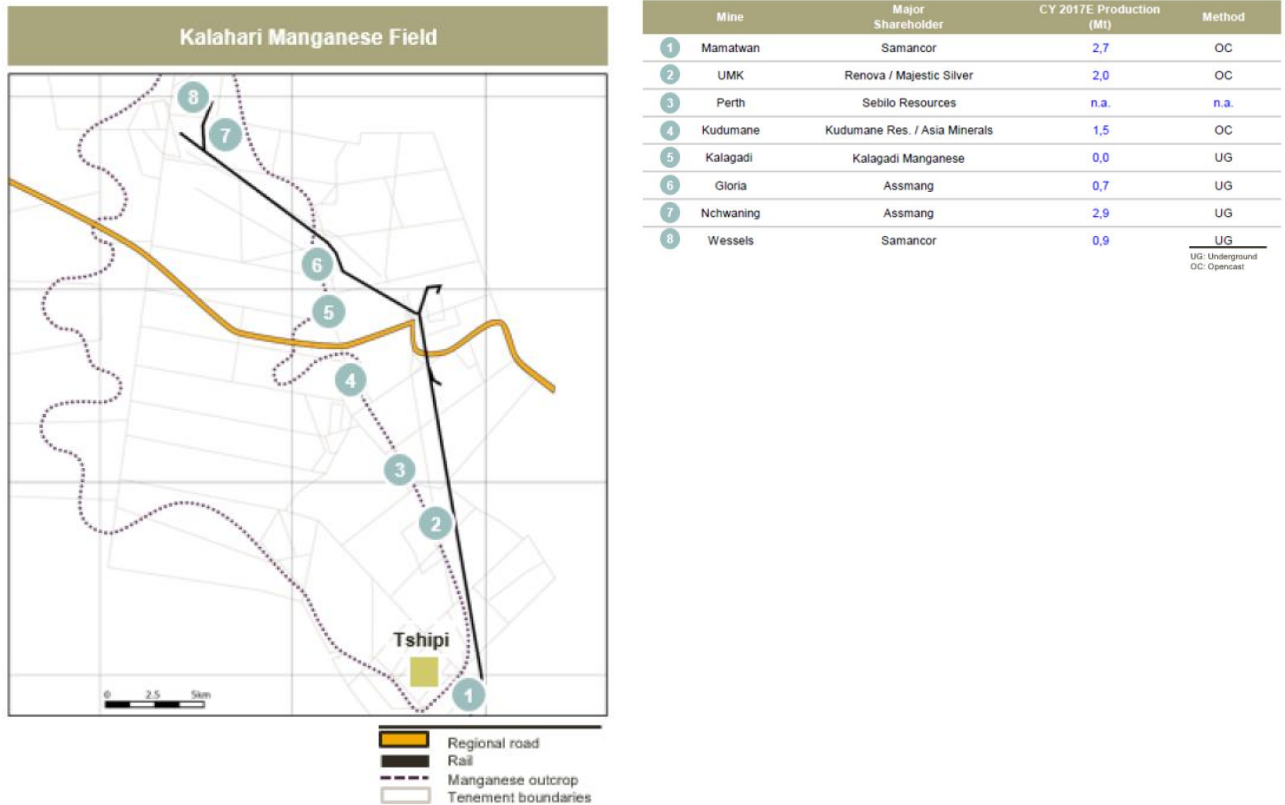 Kalahari Manganese Field
8
7
6
5
4
3
2
Tshipi
1
0 2.5 5km
Regional road
Rail
Manganese outcrop
Tenement boundaries
Mine Major Shareholder CY 2017E Production (Mt) Method
1 Mamatwan Samancor 2,7 OC
2 UMK Renova / Majestic Silver 2,0 OC
3 Perth Sebilo Resources n.a. n.a.
4 Kudumane Kudumane Res. / Asia Minerals 1,5 OC
5 Kalagadi Kalagadi Manganese 0,0 UG
6 Gloria Assmang 0,7 UG
7 Nchwaning Assmang 2,9 UG
8 Wessels Samancor 0,9 UG
UG: Underground
OC: Opencast